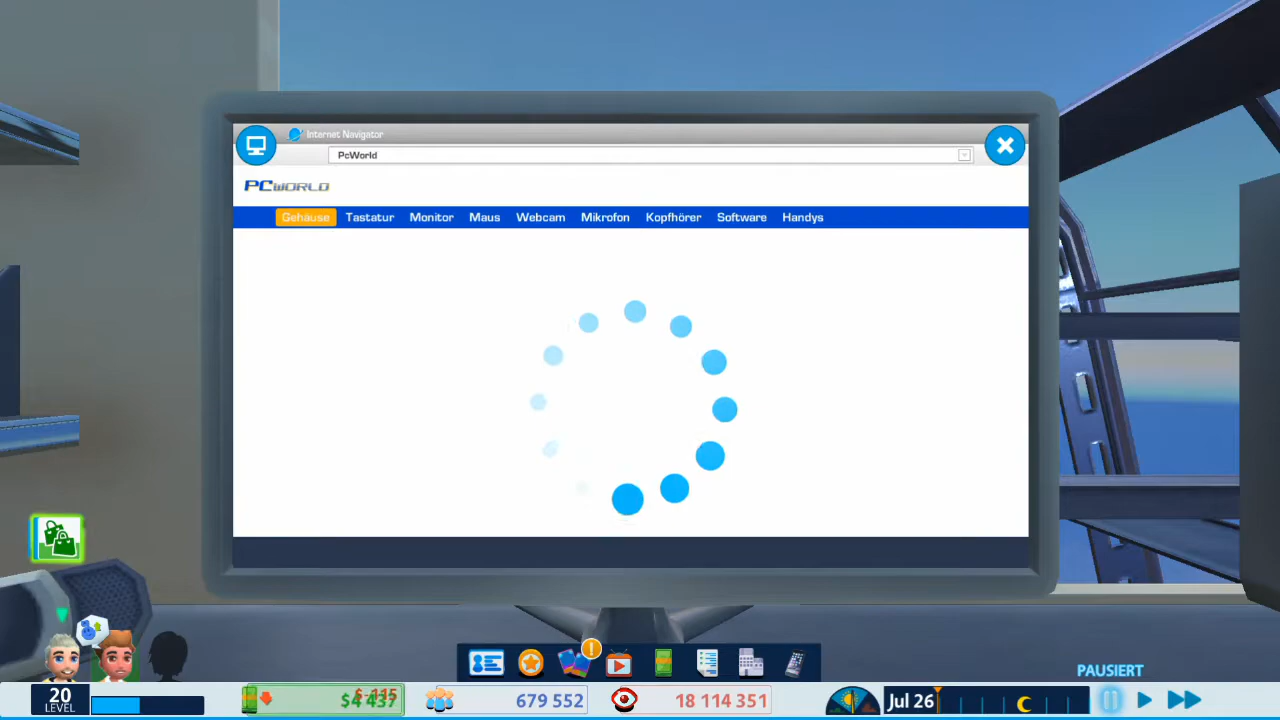 Internet Navigator
PcWorld
PCWORLD
Gehäuse Tastatur Monitor Maus Webcam Mikrofon Kopfhörer Software Handys
!
PAUSIERT
20
LEVEL
$4 437
679 552
18 114 351
Jul 26